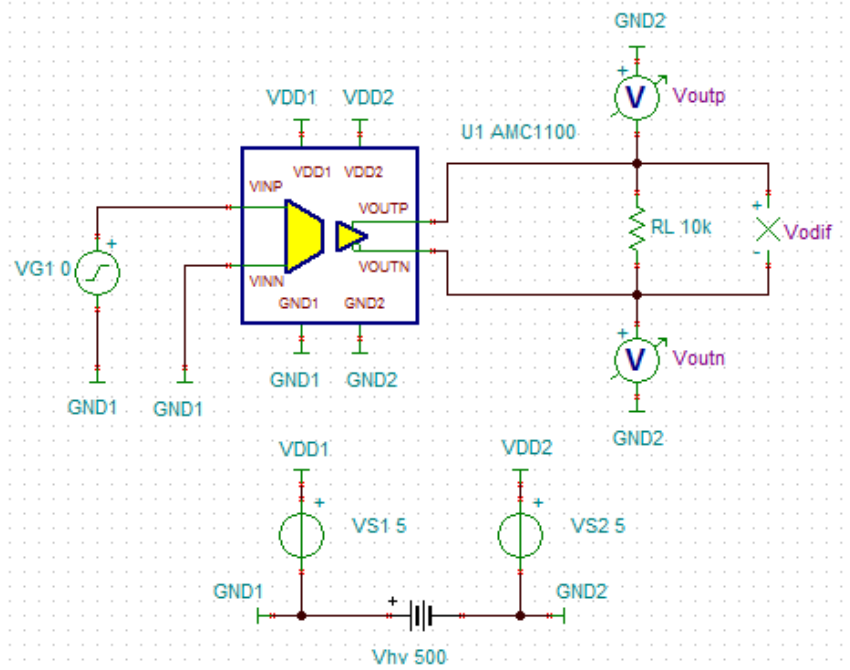 GND2
+
V
Voutp
VDD1 VDD2
U1 AMC1100
VDD1 VDD2
VINP
VOUTP
+
RL 10k
+
Vodif
-
VG1 0
VOUTN
VINN
GND1 GND2
+
V
Voutn
GND1 GND1 GND1 GND2
GND2
VDD1 VDD2
+
VS1 5
+
VS2 5
GND1
+
GND2
Vhv 500